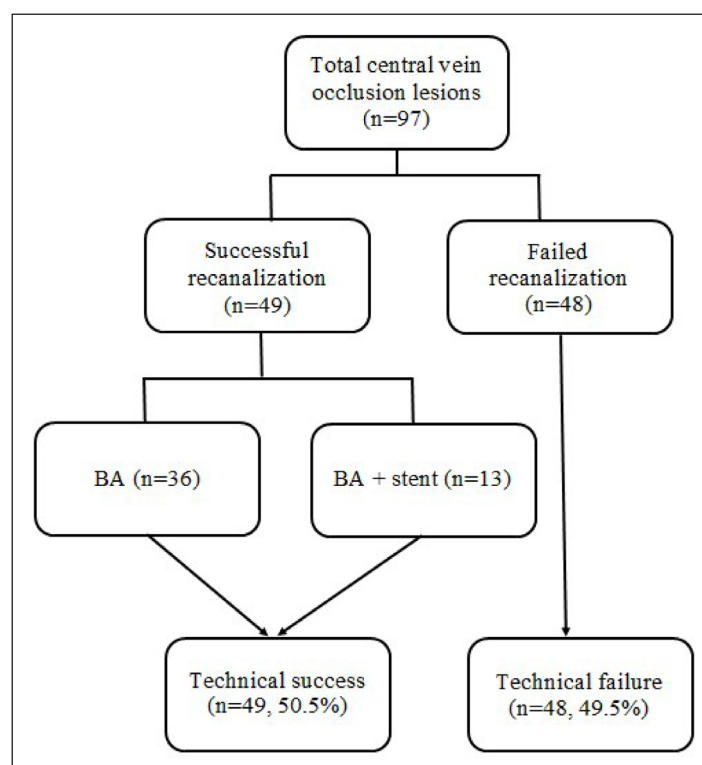 Total central vein
occlusion lesions
(n=97)
Successful
recanalization
(n=49)
Failed
recanalization
(n=48)
BA (n=36)
BA + stent (n=13)
Technical success
(n=49, 50.5%)
Technical failure
(n=48, 49.5%)